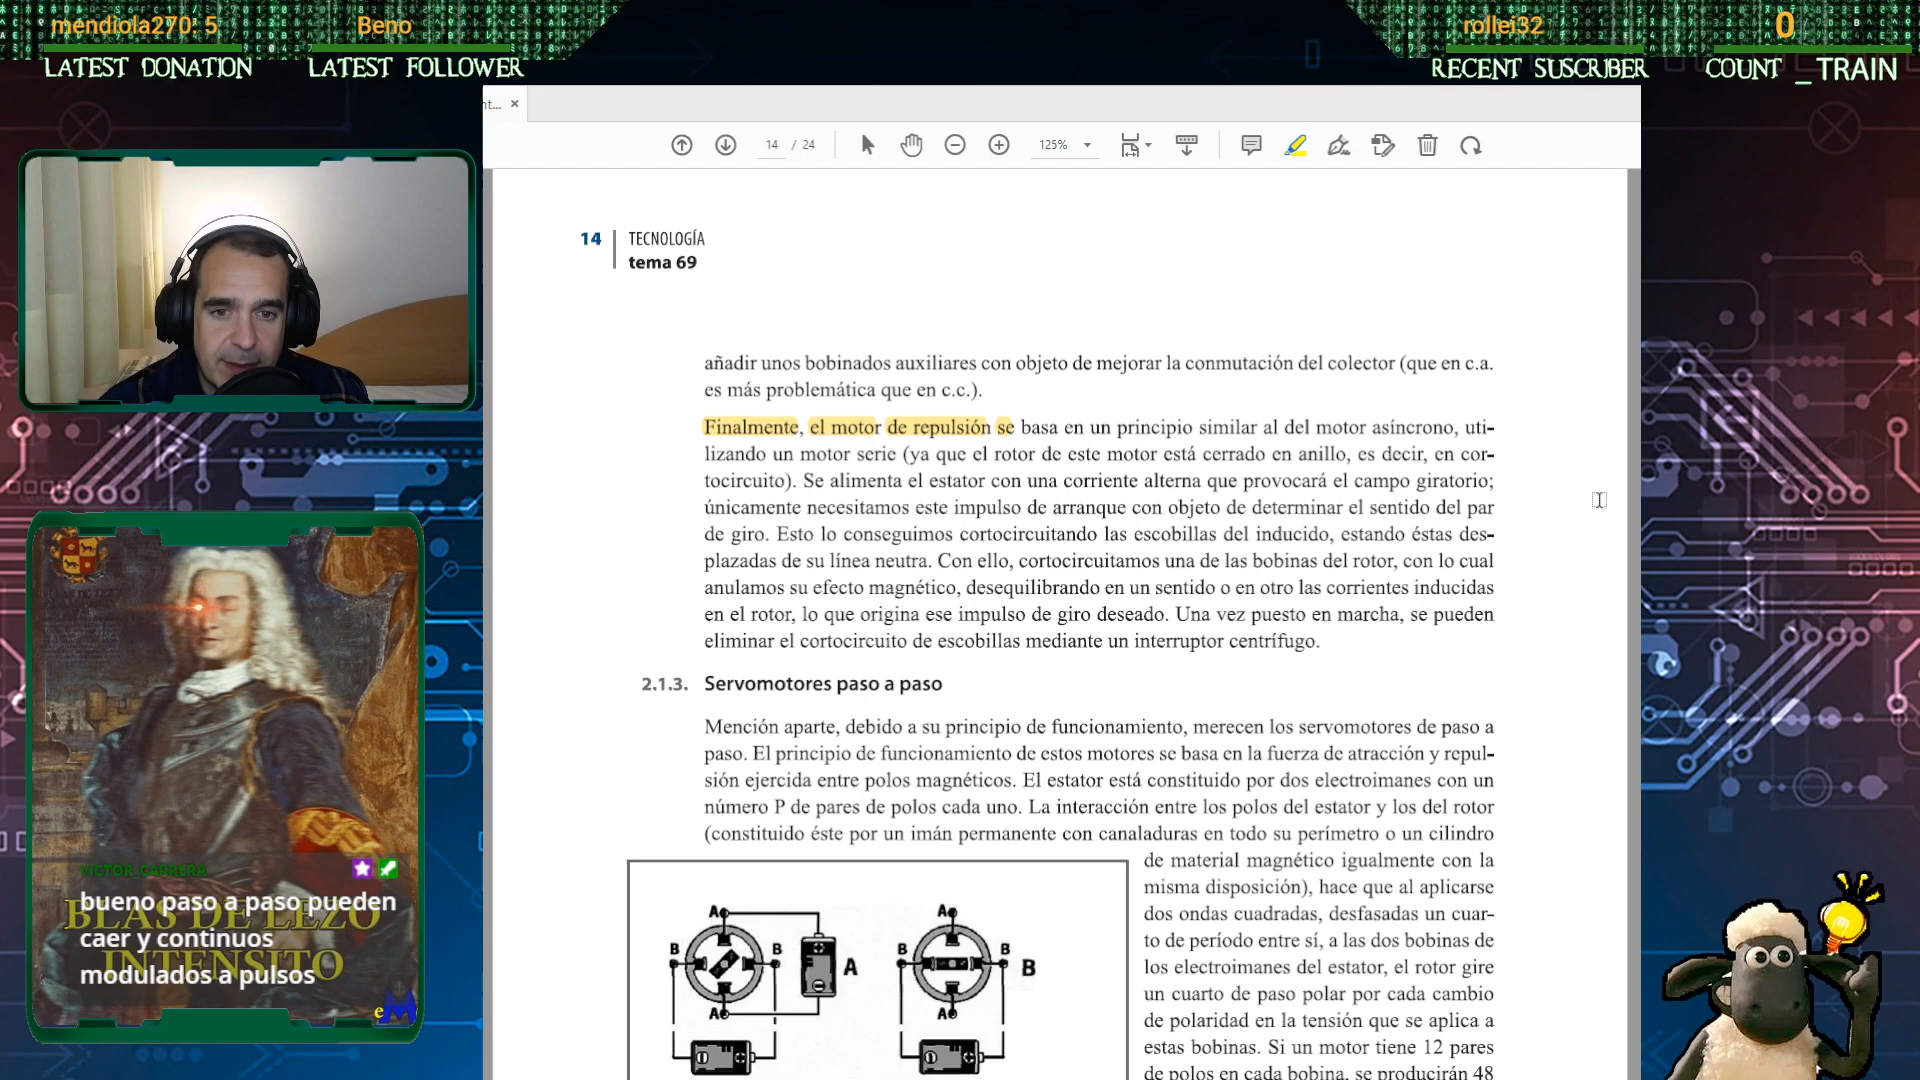 mendiola270: 5
LATEST DONATION
Beno
LATEST FOLLOWER
rollei32
RECENT SUSCRIBER
0
COUNT _TRAIN
nt... ×
14 / 24
125%
14
TECNOLOGÍA
tema 69
añadir unos bobinados auxiliares con objeto de mejorar la conmutación del colector (que en c.a.
es más problemática que en c.c.).
Finalmente, el motor de repulsión se basa en un principio similar al del motor asíncrono, uti-
lizando un motor serie (ya que el rotor de este motor está cerrado en anillo, es decir, en cor-
tocircuito). Se alimenta el estator con una corriente alterna que provocará el campo giratorio;
únicamente necesitamos este impulso de arranque con objeto de determinar el sentido del par
de giro. Esto lo conseguimos cortocircuitando las escobillas del inducido, estando éstas des-
plazadas de su línea neutra. Con ello, cortocircuitamos una de las bobinas del rotor, con lo cual
anulamos su efecto magnético, desequilibrando en un sentido o en otro las corrientes inducidas
en el rotor, lo que origina ese impulso de giro deseado. Una vez puesto en marcha, se pueden
eliminar el cortocircuito de escobillas mediante un interruptor centrífugo.
2.1.3. Servomotores paso a paso
Mención aparte, debido a su principio de funcionamiento, merecen los servomotores de paso a
paso. El principio de funcionamiento de estos motores se basa en la fuerza de atracción y repul-
sión ejercida entre polos magnéticos. El estator está constituido por dos electroimanes con un
número P de pares de polos cada uno. La interacción entre los polos del estator y los del rotor
(constituido éste por un imán permanente con canaladuras en todo su perímetro o un cilindro
de material magnético igualmente con la
misma disposición), hace que al aplicarse
dos ondas cuadradas, desfasadas un cuar-
to de período entre sí, a las dos bobinas de
los electroimanes del estator, el rotor gire
un cuarto de paso polar por cada cambio
de polaridad en la tensión que se aplica a
estas bobinas. Si un motor tiene 12 pares
de polos en cada bobina, se producirán 48
A
B
B
A
A
A
B
B
A
B
VICTOR_CABRERA
bueno paso a paso pueden
caer y continuos
modulados a pulsos
BLAS DE LEZO
INTENSITO
eM